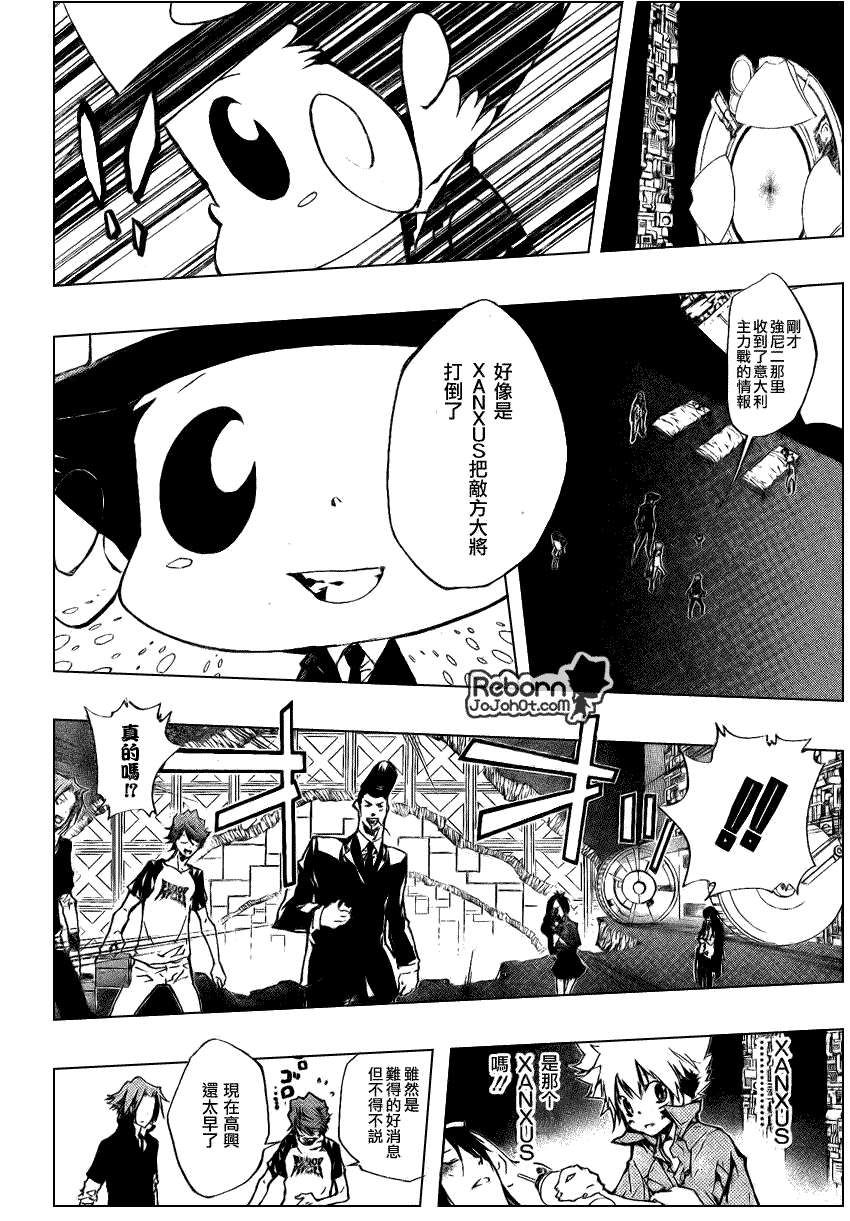 剛才
強尼二那里
收到了意大利
主力戰的情報
好像是
XANXUS把敵方大將
打倒了
Reborn
JoJoHOt.com
!!
真的嗎!?
XANXUS
…………
是那个
XANXUS
嗎!!
雖然是
難得的好消息
但不得不說
現在高興
還太早了